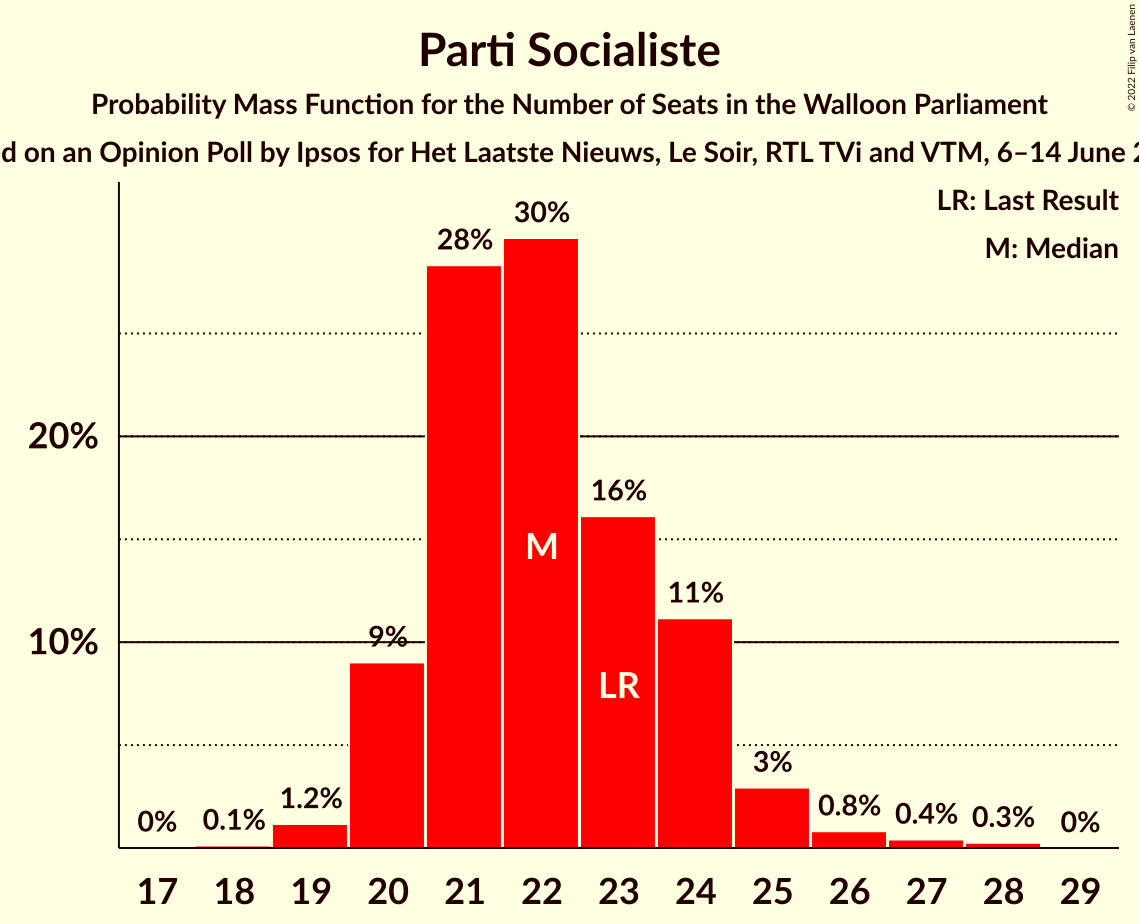 Parti Socialiste
Probability Mass Function for the Number of Seats in the Walloon Parliament
on an Opinion Poll by Ipsos for Het Laatste Nieuws, Le Soir, RTL TVi and VTM, 6–14 June
© 2022 Filip van Laenen
LR: Last Result
M: Median
30%
28%
20%
16%
M
11%
10%
9%
LR
3%
1.2%
0.8%
0.4%
0.3%
0%
0.1%
0%
17 18 19 20 21 22 23 24 25 26 27 28 29